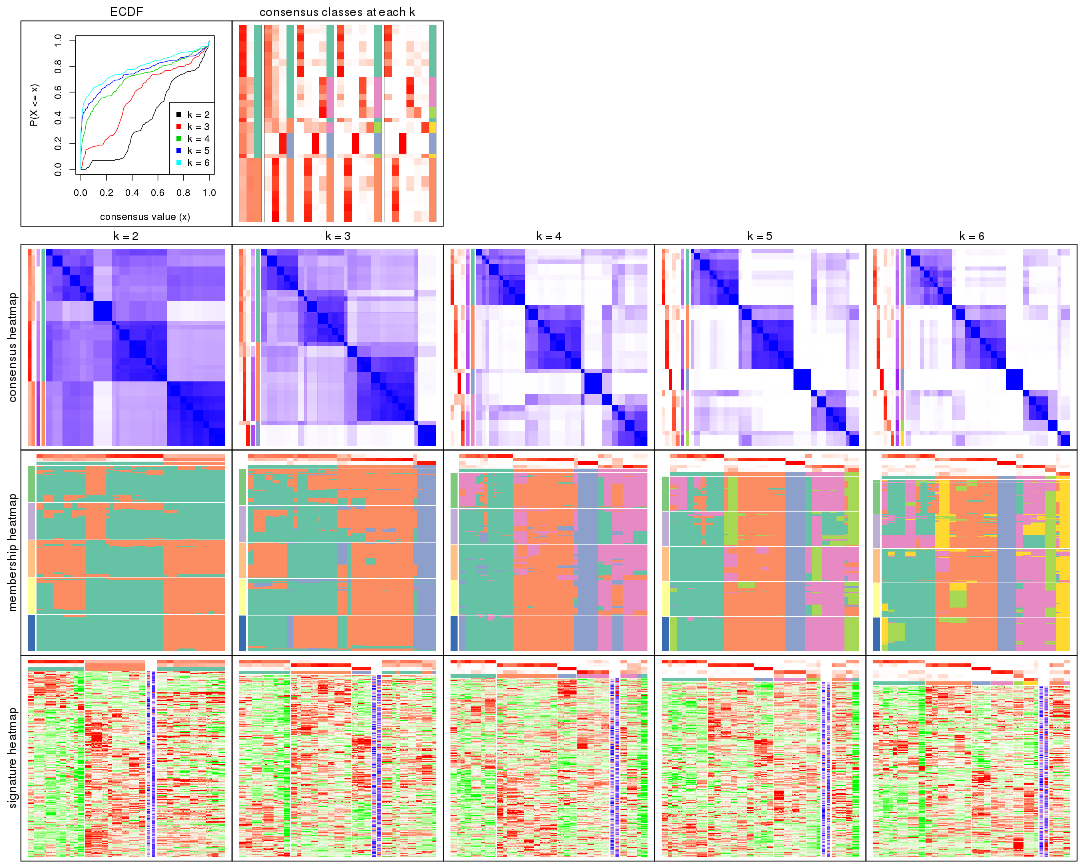 ECDF
consensus classes at each k
P(X <= x)
0.0 0.2 0.4 0.6 0.8 1.0
k = 2
k = 3
k = 4
k = 5
k = 6
0.0 0.2 0.4 0.6 0.8 1.0
consensus value (x)
k = 2
k = 3
k = 4
k = 5
k = 6
consensus heatmap
membership heatmap
signature heatmap